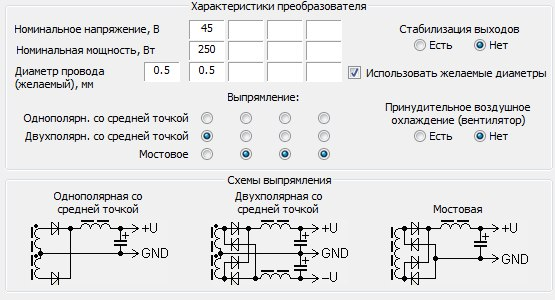 Характеристики преобразователя
Номинальное напряжение, В 45
Номинальная мощность, Вт 250
Диаметр провода (желаемый), мм 0.5 0.5
Стабилизация выходов
Есть Нет
Использовать желаемые диаметры
Выпрямление:
Однополярн. со средней точкой
Двухполярн. со средней точкой
Мостовое
Принудительное воздушное
охлаждение (вентилятор)
Есть Нет
Схемы выпрямления
Однополярная со
средней точкой
+U
+
GND
Двухполярная со
средней точкой
+U
+
GND
+
-U
Мостовая
+U
+
GND